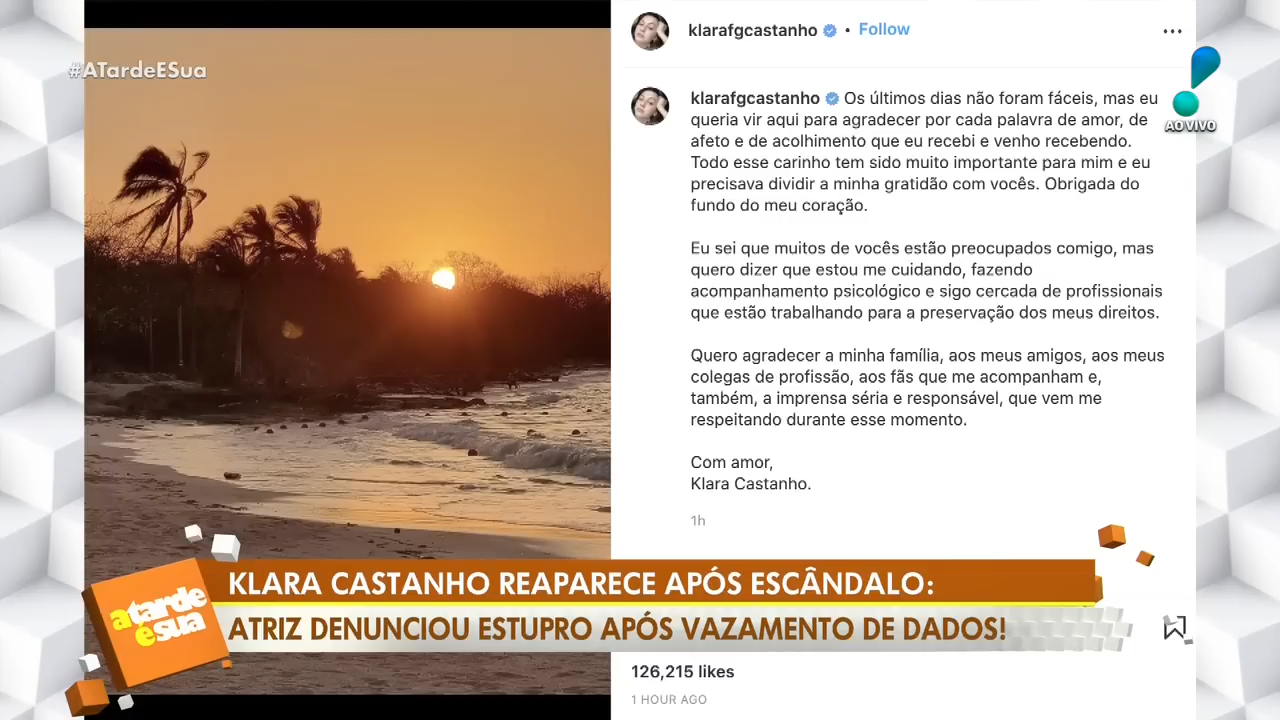 #ATardeESua
klarafgcastanho • Follow
AO VIVO
klarafgcastanho Os últimos dias não foram fáceis, mas eu
queria vir aqui para agradecer por cada palavra de amor, de
afeto e de acolhimento que eu recebi e venho recebendo.
Todo esse carinho tem sido muito importante para mim e eu
precisava dividir a minha gratidão com vocês. Obrigada do
fundo do meu coração.
Eu sei que muitos de vocês estão preocupados comigo, mas
quero dizer que estou me cuidando, fazendo
acompanhamento psicológico e sigo cercada de profissionais
que estão trabalhando para a preservação dos meus direitos.
Quero agradecer a minha família, aos meus amigos, aos meus
colegas de profissão, aos fãs que me acompanham e,
também, a imprensa séria e responsável, que vem me
respeitando durante esse momento.
Com amor,
Klara Castanho.
1h
a tarde
é sua
KLARA CASTANHO REAPARECE APÓS ESCÂNDALO:
ATRIZ DENUNCIOU ESTUPRO APÓS VAZAMENTO DE DADOS!
126,215 likes
1 HOUR AGO